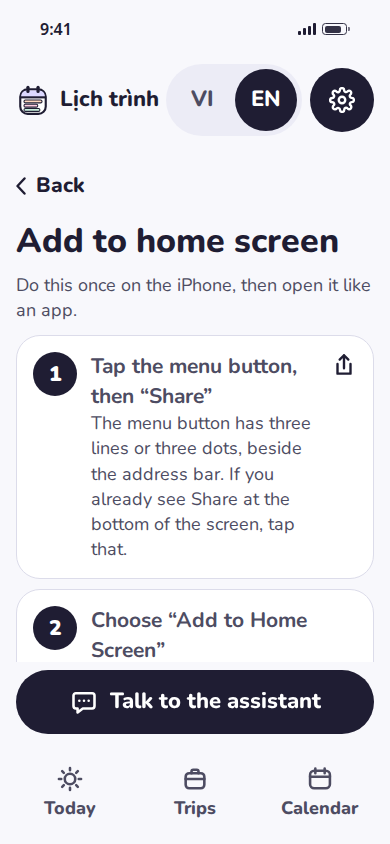 9:41
Lịch trình
VI
EN
Back
Add to home screen
Do this once on the iPhone, then open it like
an app.
1
Tap the menu button,
then “Share”
The menu button has three
lines or three dots, beside
the address bar. If you
already see Share at the
bottom of the screen, tap
that.
2
Choose “Add to Home
Screen”
Talk to the assistant
Today
Trips
Calendar